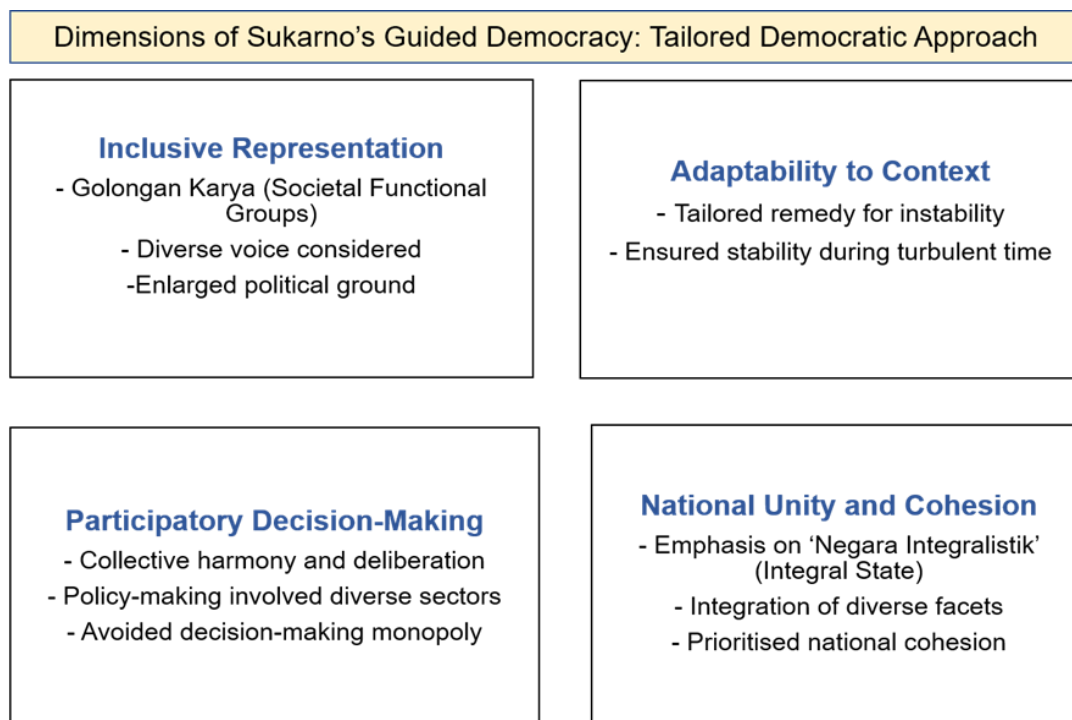 Dimensions of Sukarno’s Guided Democracy: Tailored Democratic Approach
Inclusive Representation
- Golongan Karya (Societal Functional
Groups)
- Diverse voice considered
-Enlarged political ground
Adaptability to Context
- Tailored remedy for instability
- Ensured stability during turbulent time
Participatory Decision-Making
- Collective harmony and deliberation
- Policy-making involved diverse sectors
- Avoided decision-making monopoly
National Unity and Cohesion
- Emphasis on ‘Negara Integralistik’
(Integral State)
- Integration of diverse facets
- Prioritised national cohesion